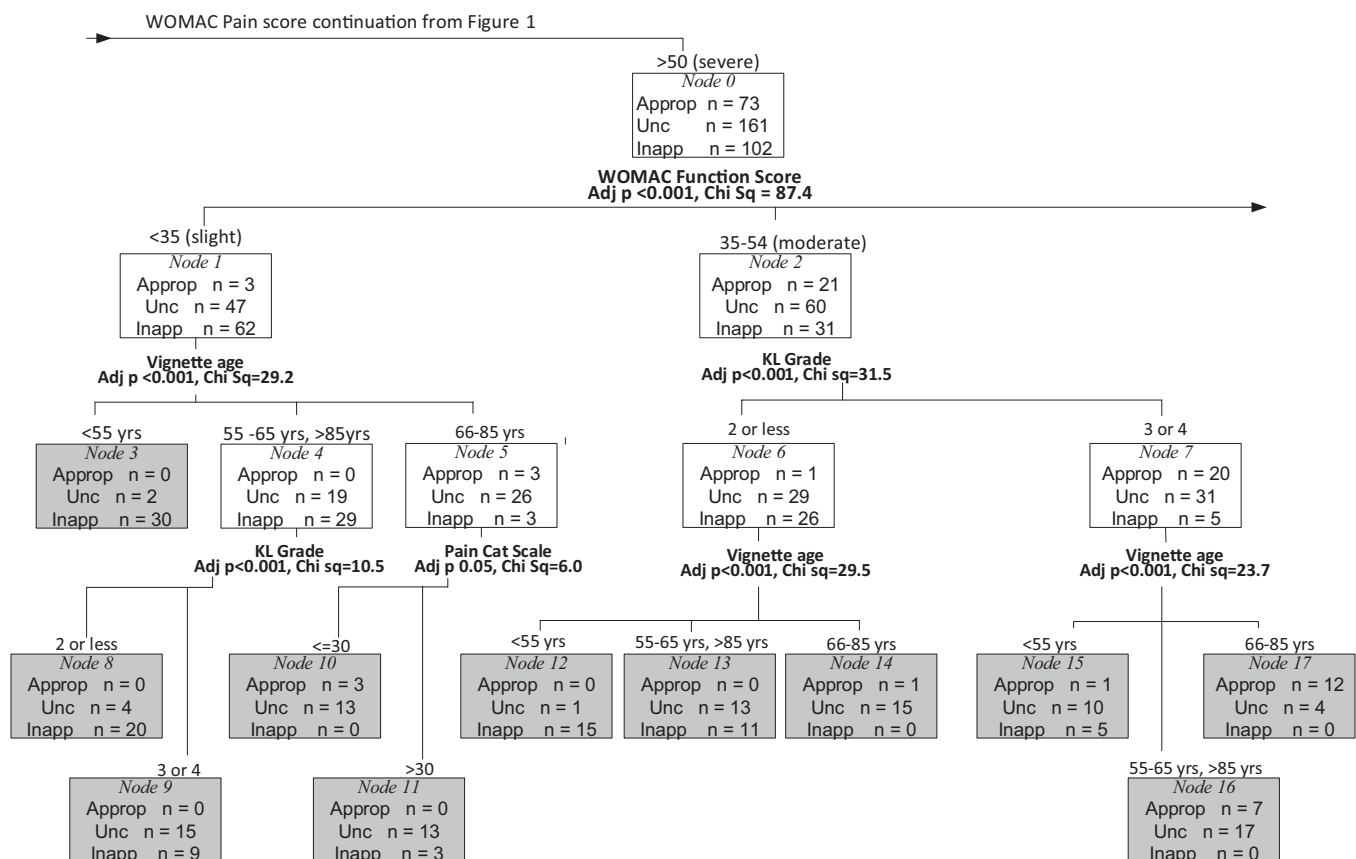 WOMAC Pain score continuation from Figure 1
>50 (severe)
Node 0
Approp n = 73
Unc n = 161
Inapp n = 102
WOMAC Function Score
Adj p <0.001, Chi Sq = 87.4
<35 (slight)
Node 1
Approp n = 3
Unc n = 47
Inapp n = 62
35-54 (moderate)
Node 2
Approp n = 21
Unc n = 60
Inapp n = 31
Vignette age
Adj p <0.001, Chi Sq=29.2
KL Grade
Adj p<0.001, Chi sq=31.5
<55 yrs
Node 3
Approp n = 0
Unc n = 2
Inapp n = 30
55 -65 yrs, >85yrs
Node 4
Approp n = 0
Unc n = 19
Inapp n = 29
66-85 yrs
Node 5
Approp n = 3
Unc n = 26
Inapp n = 3
2 or less
Node 6
Approp n = 1
Unc n = 29
Inapp n = 26
3 or 4
Node 7
Approp n = 20
Unc n = 31
Inapp n = 5
KL Grade
Adj p<0.001, Chi sq=10.5
Pain Cat Scale
Adj p 0.05, Chi Sq=6.0
Vignette age
Adj p<0.001, Chi sq=29.5
Vignette age
Adj p<0.001, Chi sq=23.7
2 or less
Node 8
Approp n = 0
Unc n = 4
Inapp n = 20
<=30
Node 10
Approp n = 3
Unc n = 13
Inapp n = 0
<55 yrs
Node 12
Approp n = 0
Unc n = 1
Inapp n = 15
55-65 yrs, >85 yrs
Node 13
Approp n = 0
Unc n = 13
Inapp n = 11
66-85 yrs
Node 14
Approp n = 1
Unc n = 15
Inapp n = 0
<55 yrs
Node 15
Approp n = 1
Unc n = 10
Inapp n = 5
66-85 yrs
Node 17
Approp n = 12
Unc n = 4
Inapp n = 0
3 or 4
Node 9
Approp n = 0
Unc n = 15
Inapp n = 9
>30
Node 11
Approp n = 0
Unc n = 13
Inapp n = 3
55-65 yrs, >85 yrs
Node 16
Approp n = 7
Unc n = 17
Inapp n = 0